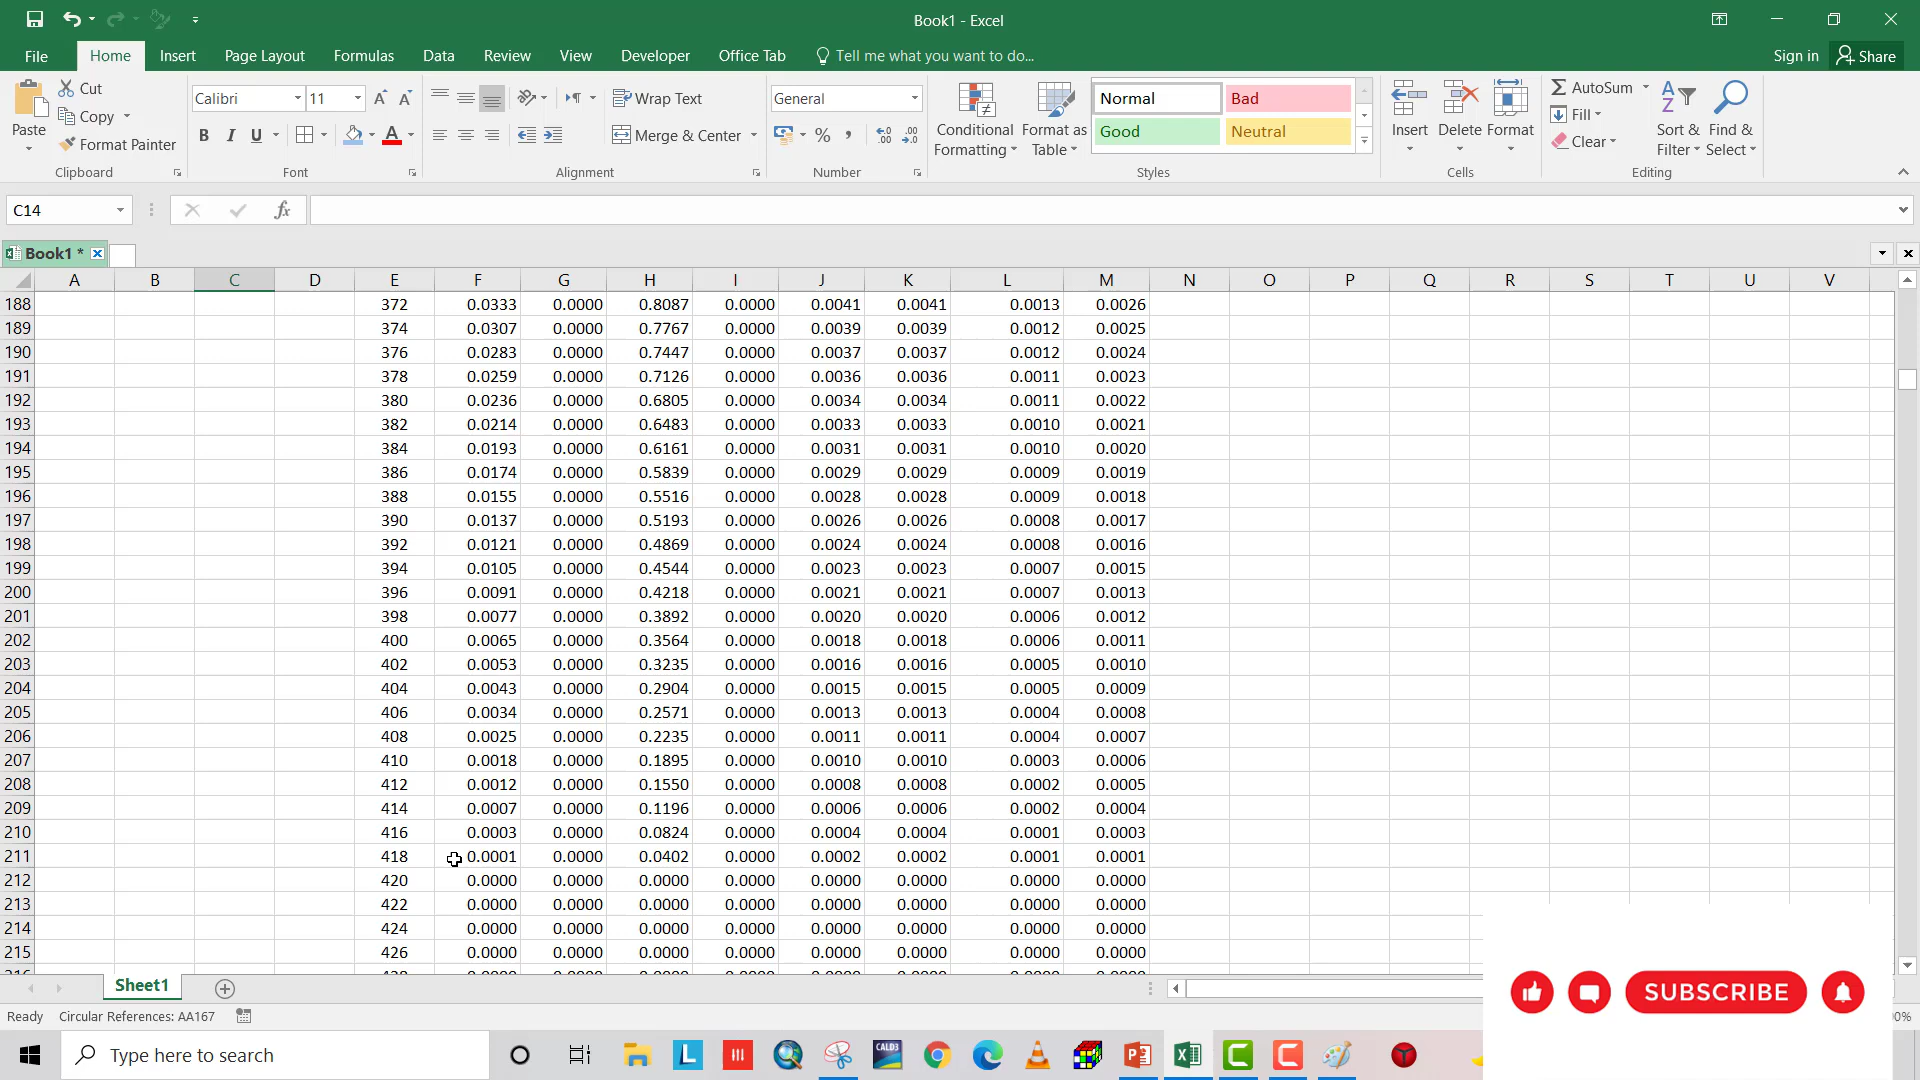 Book1 - Excel
File Home Insert Page Layout Formulas Data Review View Developer Office Tab Tell me what you want to do... Sign in Share
Paste Cut Copy Format Painter Clipboard
Calibri 11 B I U A Font
Wrap Text Merge & Center Alignment
General % Number
Conditional Formatting Format as Table Normal Bad Good Neutral Styles
Insert Delete Format Cells
AutoSum Fill Clear Sort & Filter Find & Select Editing
C14 fx
Book1 *
A B C D E F G H I J K L M N O P Q R S T U V
188 372 0.0333 0.0000 0.8087 0.0000 0.0041 0.0041 0.0013 0.0026
189 374 0.0307 0.0000 0.7767 0.0000 0.0039 0.0039 0.0012 0.0025
190 376 0.0283 0.0000 0.7447 0.0000 0.0037 0.0037 0.0012 0.0024
191 378 0.0259 0.0000 0.7126 0.0000 0.0036 0.0036 0.0011 0.0023
192 380 0.0236 0.0000 0.6805 0.0000 0.0034 0.0034 0.0011 0.0022
193 382 0.0214 0.0000 0.6483 0.0000 0.0033 0.0033 0.0010 0.0021
194 384 0.0193 0.0000 0.6161 0.0000 0.0031 0.0031 0.0010 0.0020
195 386 0.0174 0.0000 0.5839 0.0000 0.0029 0.0029 0.0009 0.0019
196 388 0.0155 0.0000 0.5516 0.0000 0.0028 0.0028 0.0009 0.0018
197 390 0.0137 0.0000 0.5193 0.0000 0.0026 0.0026 0.0008 0.0017
198 392 0.0121 0.0000 0.4869 0.0000 0.0024 0.0024 0.0008 0.0016
199 394 0.0105 0.0000 0.4544 0.0000 0.0023 0.0023 0.0007 0.0015
200 396 0.0091 0.0000 0.4218 0.0000 0.0021 0.0021 0.0007 0.0013
201 398 0.0077 0.0000 0.3892 0.0000 0.0020 0.0020 0.0006 0.0012
202 400 0.0065 0.0000 0.3564 0.0000 0.0018 0.0018 0.0006 0.0011
203 402 0.0053 0.0000 0.3235 0.0000 0.0016 0.0016 0.0005 0.0010
204 404 0.0043 0.0000 0.2904 0.0000 0.0015 0.0015 0.0005 0.0009
205 406 0.0034 0.0000 0.2571 0.0000 0.0013 0.0013 0.0004 0.0008
206 408 0.0025 0.0000 0.2235 0.0000 0.0011 0.0011 0.0004 0.0007
207 410 0.0018 0.0000 0.1895 0.0000 0.0010 0.0010 0.0003 0.0006
208 412 0.0012 0.0000 0.1550 0.0000 0.0008 0.0008 0.0002 0.0005
209 414 0.0007 0.0000 0.1196 0.0000 0.0006 0.0006 0.0002 0.0004
210 416 0.0003 0.0000 0.0824 0.0000 0.0004 0.0004 0.0001 0.0003
211 418 0.0001 0.0000 0.0402 0.0000 0.0002 0.0002 0.0001 0.0001
212 420 0.0000 0.0000 0.0000 0.0000 0.0000 0.0000 0.0000 0.0000
213 422 0.0000 0.0000 0.0000 0.0000 0.0000 0.0000 0.0000 0.0000
214 424 0.0000 0.0000 0.0000 0.0000 0.0000 0.0000 0.0000 0.0000
215 426 0.0000 0.0000 0.0000 0.0000 0.0000 0.0000 0.0000 0.0000
Sheet1
SUBSCRIBE
Ready Circular References: AA167
Type here to search
CALD3